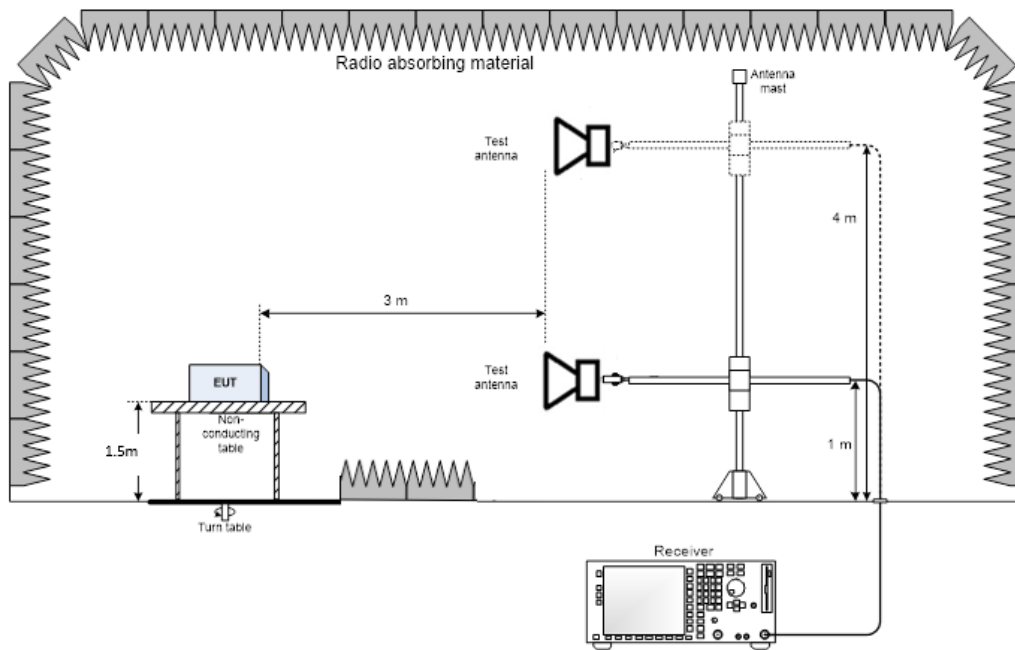 Radio absorbing material
Antenna
mast
Test
antenna
4 m
3 m
Test
antenna
EUT
Non-
conducting
table
1.5m
1 m
Turn table
Receiver